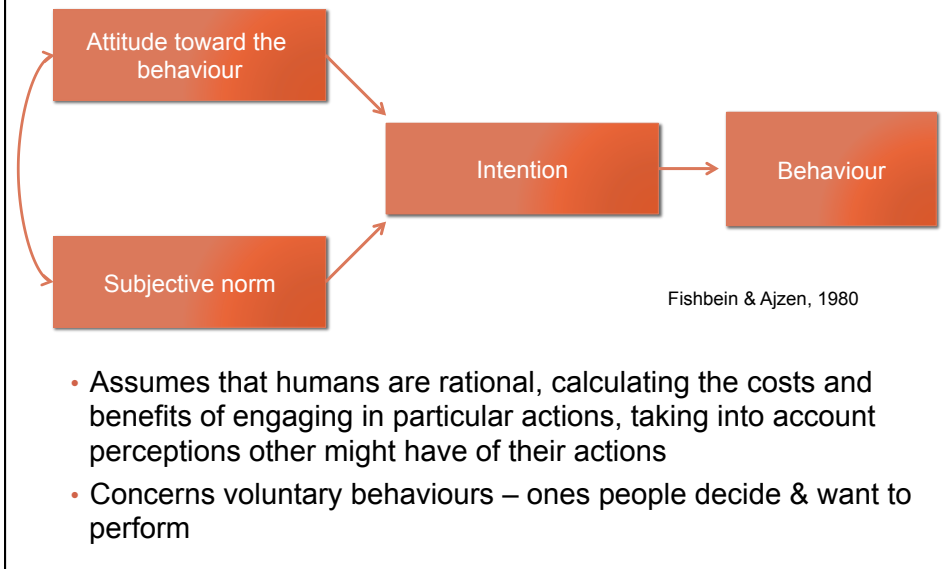 Attitude toward the
behaviour
Intention
Behaviour
Subjective norm
Fishbein & Ajzen, 1980
• Assumes that humans are rational, calculating the costs and
benefits of engaging in particular actions, taking into account
perceptions other might have of their actions
• Concerns voluntary behaviours – ones people decide & want to
perform